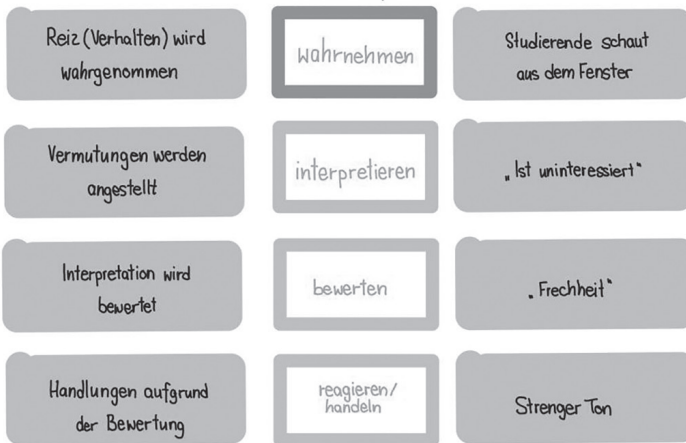 Reiz (Verhalten) wird
wahrgenommen
wahrnehmen
Studierende schaut
aus dem Fenster
Vermutungen werden
angestellt
interpretieren
„Ist uninteressiert“
Interpretation wird
bewertet
bewerten
„Frechheit“
Handlungen aufgrund
der Bewertung
reagieren/
handeln
Strenger Ton